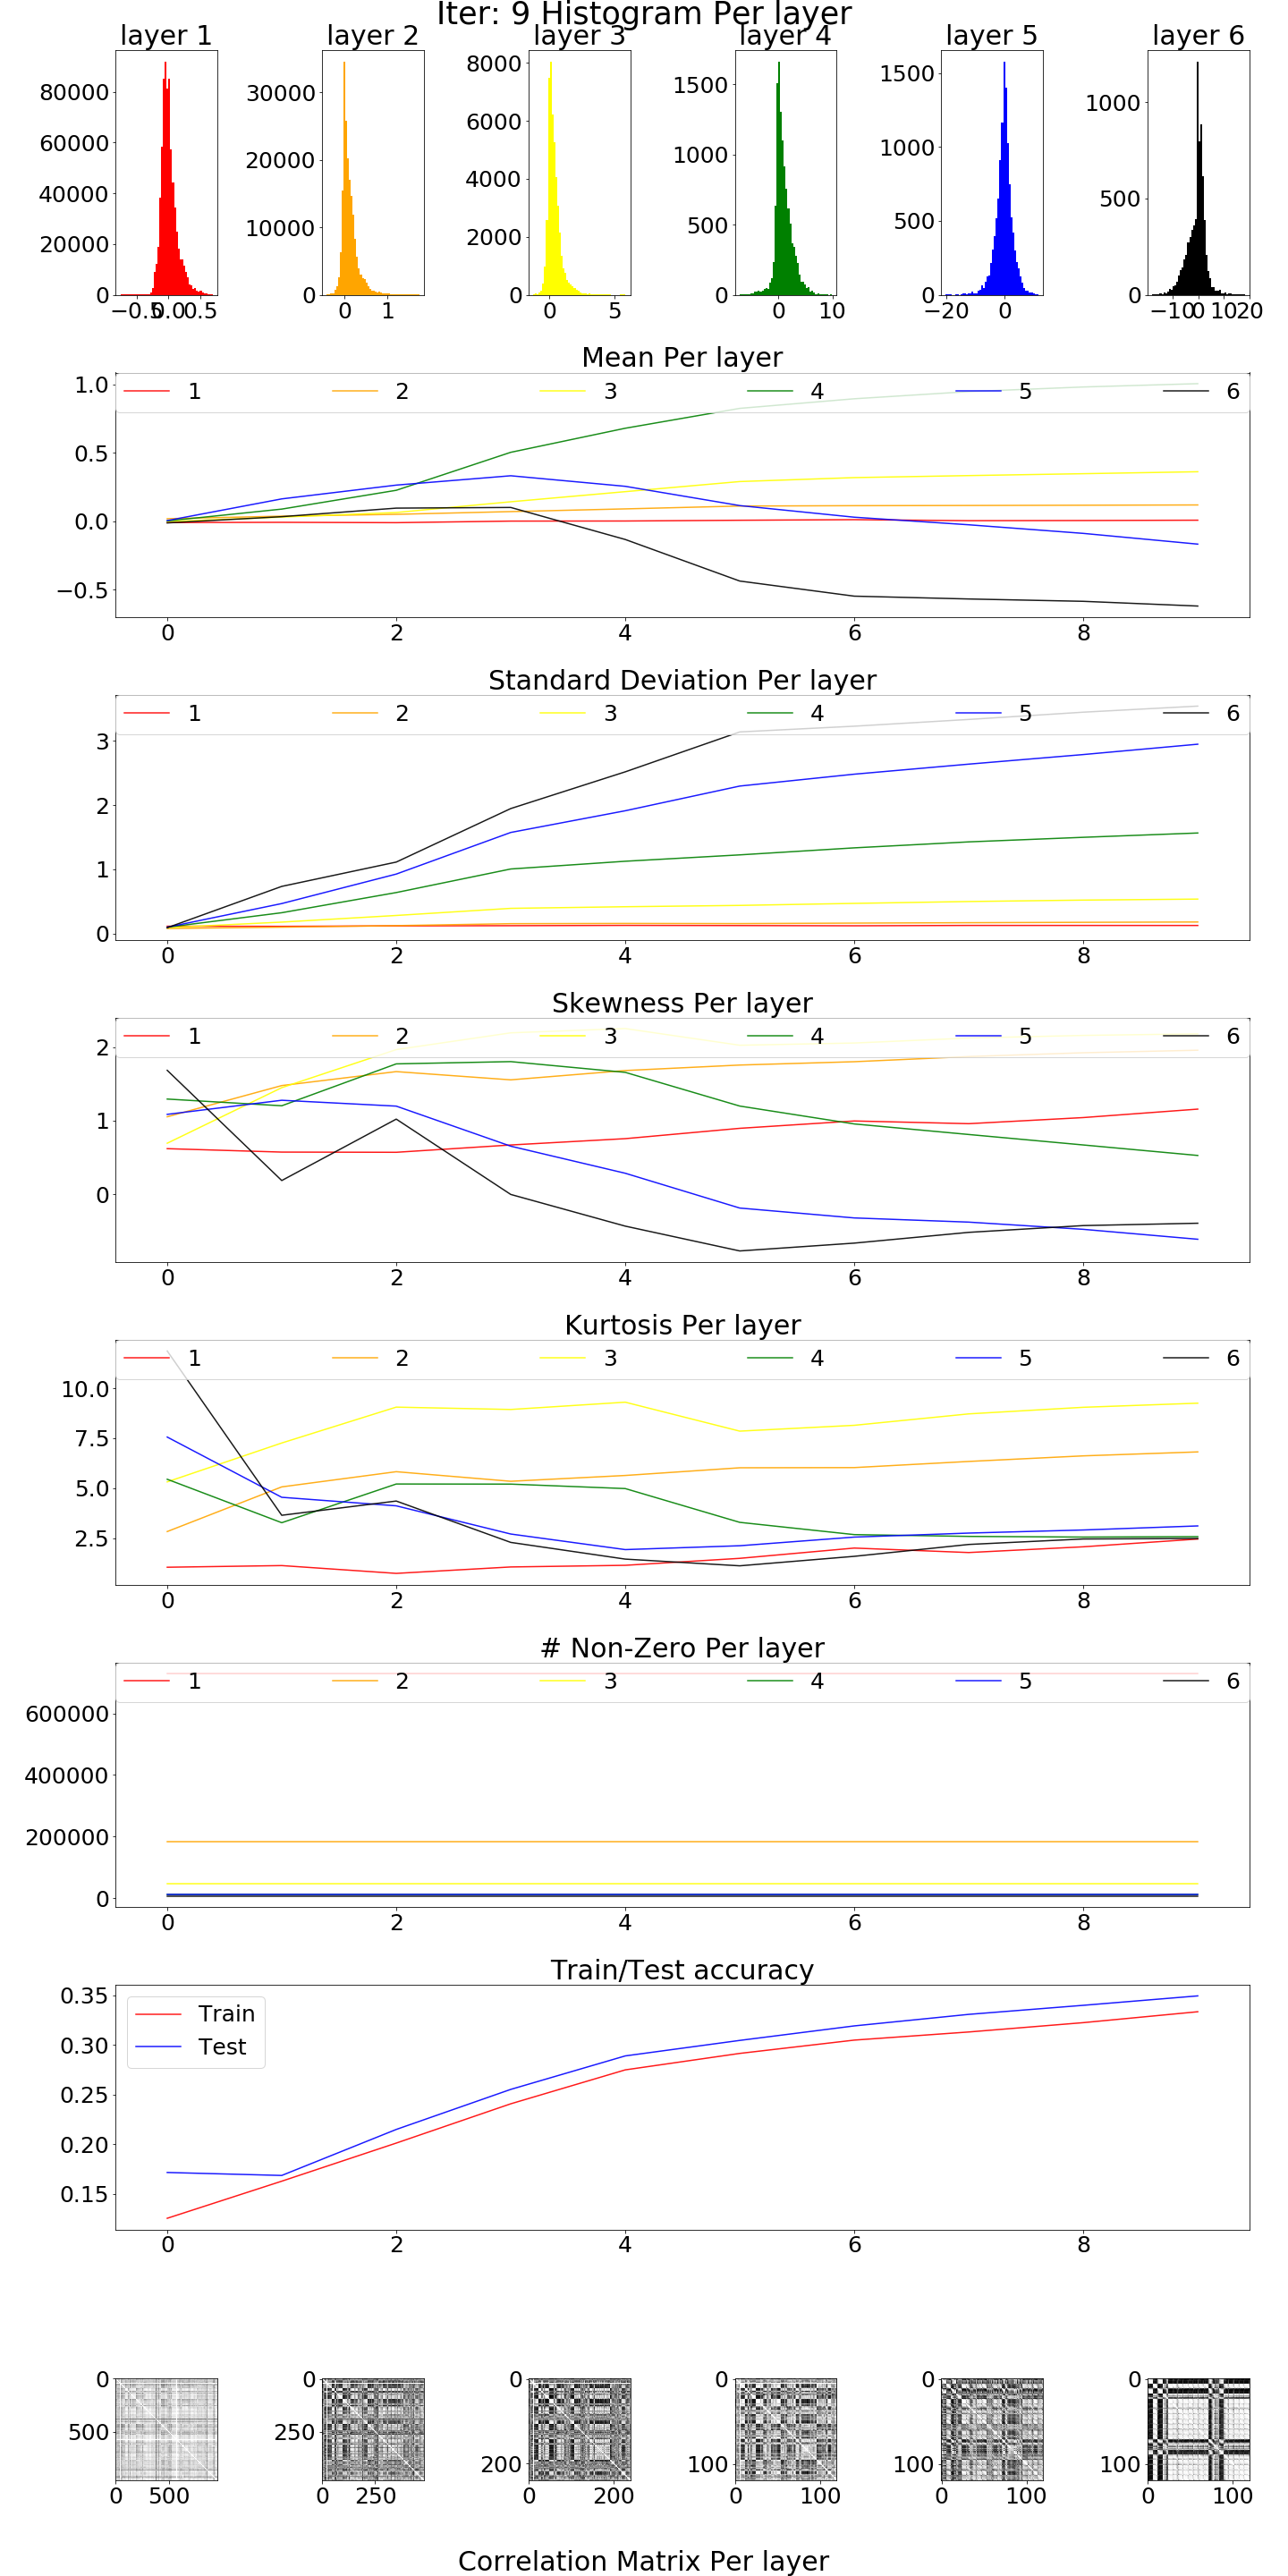 Iter: 9 Histogram Per layer
layer 1 layer 2 layer 3 layer 4 layer 5 layer 6
80000
60000
40000
20000
0
−0.5 0.0 0.5
30000
20000
10000
0
0 1
8000
6000
4000
2000
0
0 5
1500
1000
500
0
0 10
1500
1000
500
0
−20 0
1000
500
0
−10 0 10 20
Mean Per layer
1 2 3 4 5 6
1.0
0.5
0.0
−0.5
0 2 4 6 8
Standard Deviation Per layer
1 2 3 4 5 6
3
2
1
0
0 2 4 6 8
Skewness Per layer
1 2 3 4 5 6
2
1
0
0 2 4 6 8
Kurtosis Per layer
1 2 3 4 5 6
10.0
7.5
5.0
2.5
0 2 4 6 8
# Non-Zero Per layer
1 2 3 4 5 6
600000
400000
200000
0
0 2 4 6 8
Train/Test accuracy
Train
Test
0.35
0.30
0.25
0.20
0.15
0 2 4 6 8
0
500
0 500
0
250
0 250
0
200
0 200
0
100
0 100
0
100
0 100
0
100
0 100
Correlation Matrix Per layer